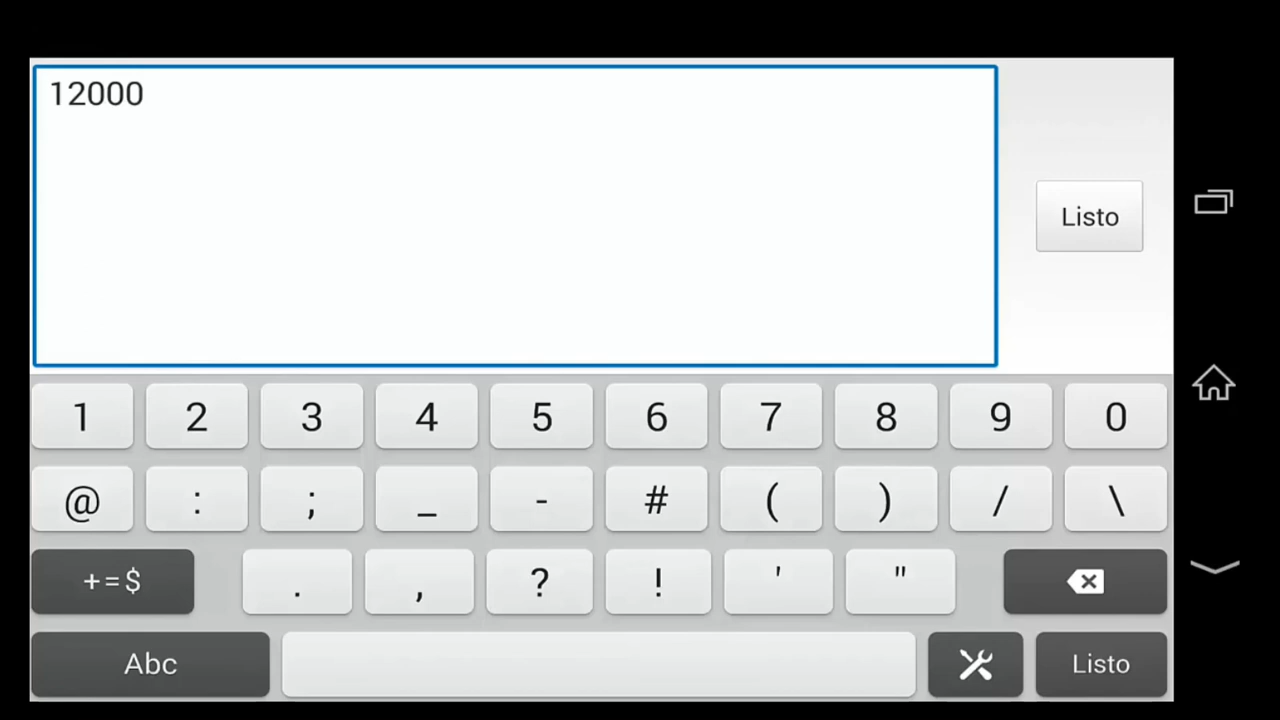 12000
Listo
1 2 3 4 5 6 7 8 9 0
@ : ; _ - # ( ) / \
+=$ . , ? ! ' "
Abc Listo